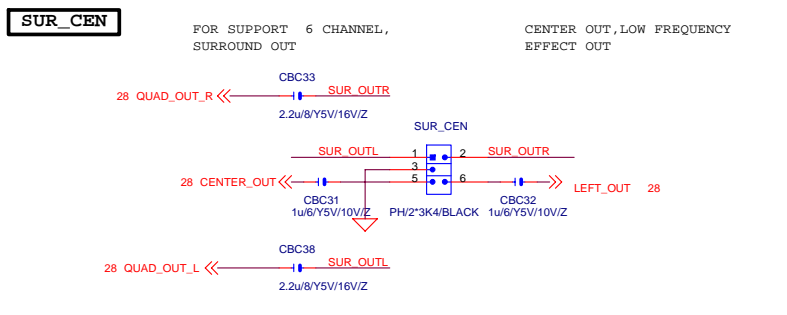 SUR_CEN
FOR SUPPORT 6 CHANNEL,
SURROUND OUT
CENTER OUT,LOW FREQUENCY
EFFECT OUT
CBC33
28 QUAD_OUT_R
SUR_OUTR
2.2u/8/Y5V/16V/Z
SUR_CEN
SUR_OUTL 1 2 SUR_OUTR
3
28 CENTER_OUT 5 6 LEFT_OUT 28
CBC31 CBC32
1u/6/Y5V/10V/Z PH/2*3K4/BLACK 1u/6/Y5V/10V/Z
CBC38
28 QUAD_OUT_L SUR_OUTL
2.2u/8/Y5V/16V/Z